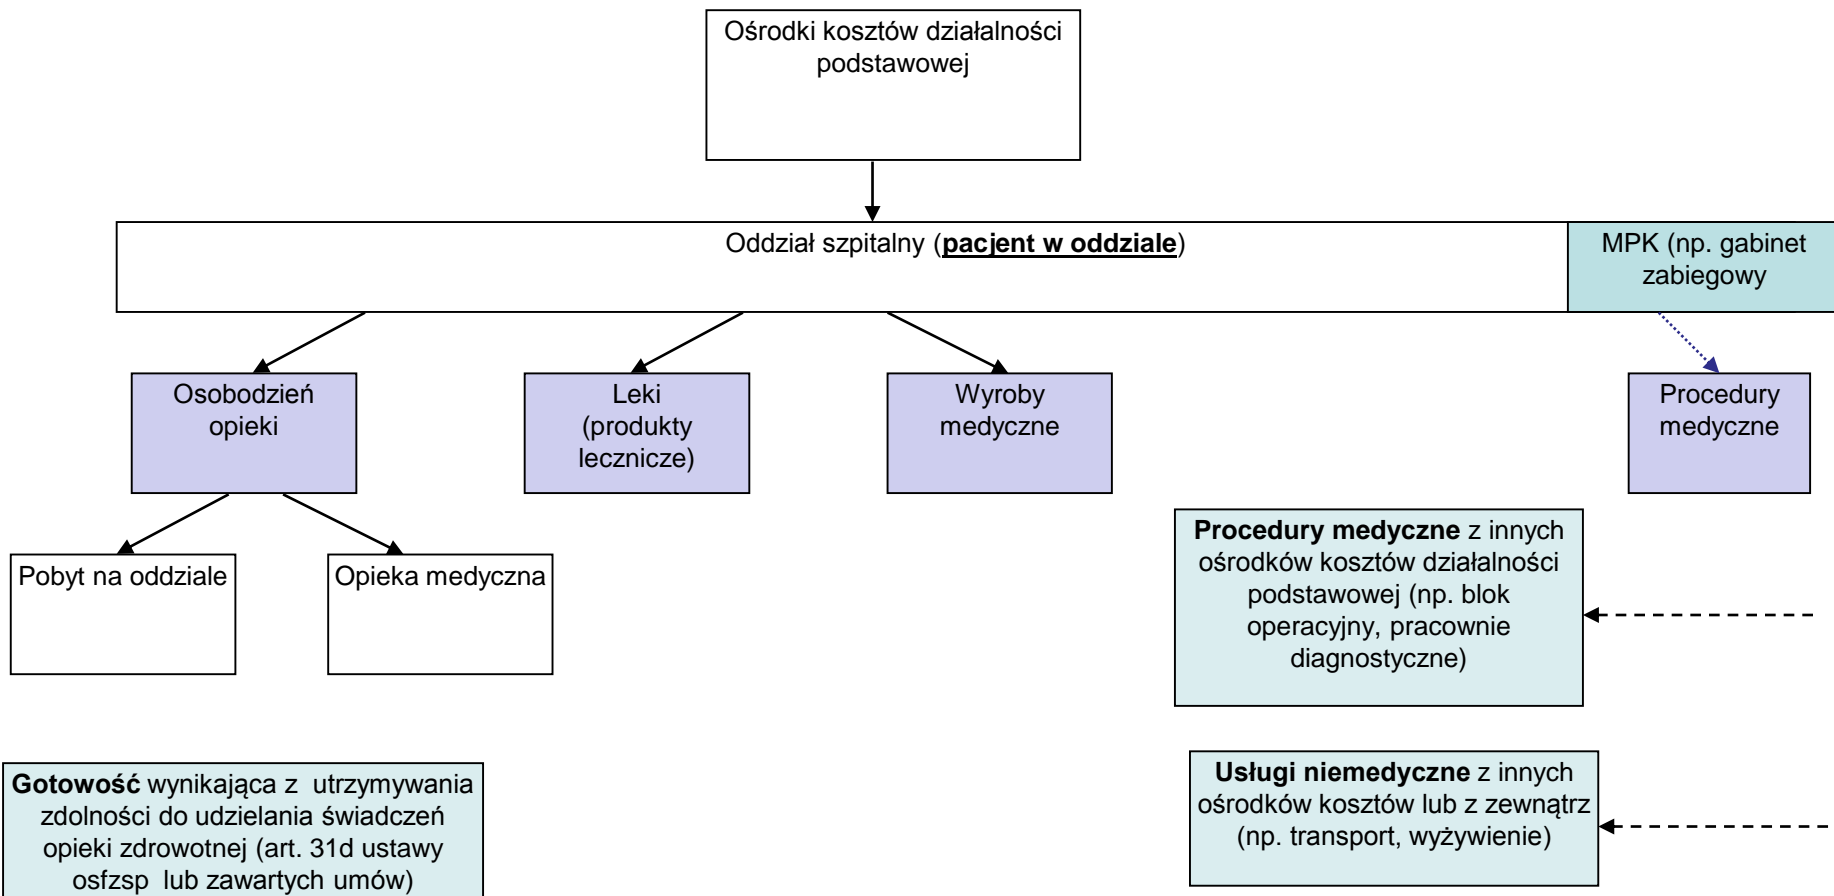 Ośrodki kosztów działalności
podstawowej
Oddział szpitalny (pacjent w oddziale)
MPK (np. gabinet
zabiegowy
Osobodzień
opieki
Leki
(produkty
lecznicze)
Wyroby
medyczne
Procedury
medyczne
Pobyt na oddziale
Opieka medyczna
Procedury medyczne z innych
ośrodków kosztów działalności
podstawowej (np. blok
operacyjny, pracownie
diagnostyczne)
Gotowość wynikająca z utrzymywania
zdolności do udzielania świadczeń
opieki zdrowotnej (art. 31d ustawy
osfzsp lub zawartych umów)
Usługi niemedyczne z innych
ośrodków kosztów lub z zewnątrz
(np. transport, wyżywienie)